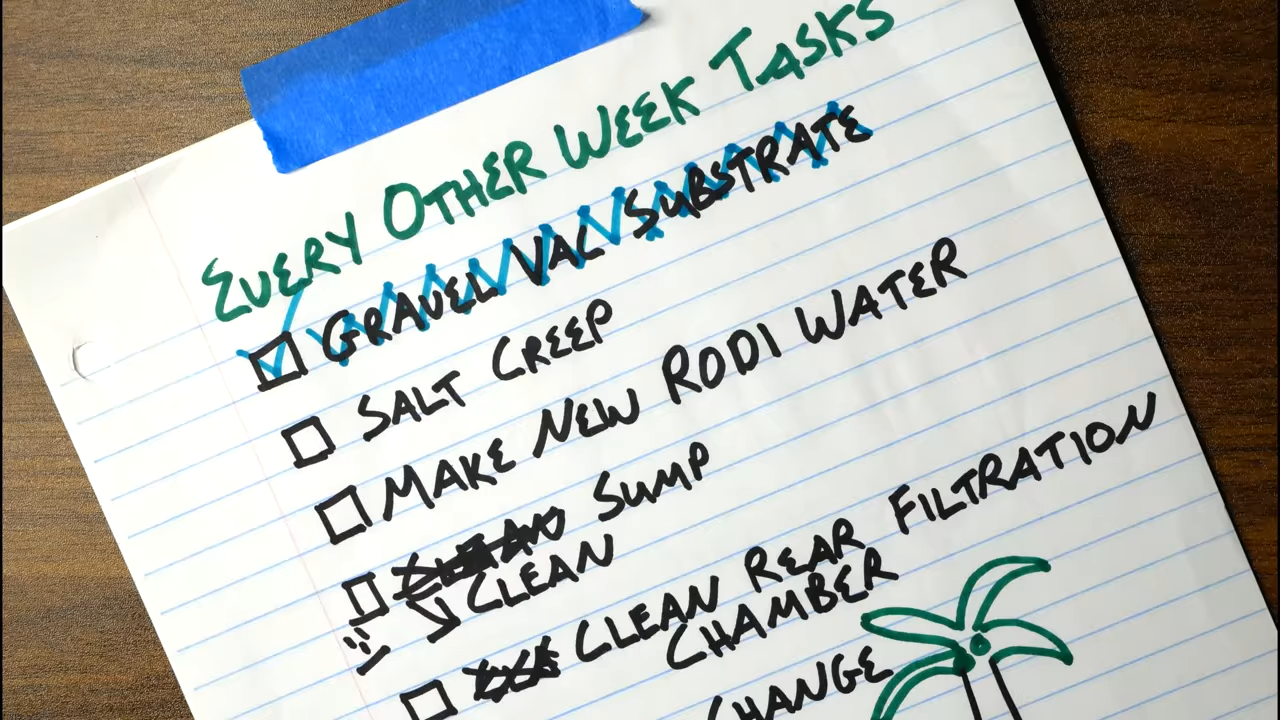 EVERY OTHER WEEK TASKS
GRAVEL VAC SUBSTRATE
SALT CREEP
MAKE NEW RODI WATER
CLEAN SUMP
CLEAN
CLEAN REAR FILTRATION
CHAMBER
CHANGE